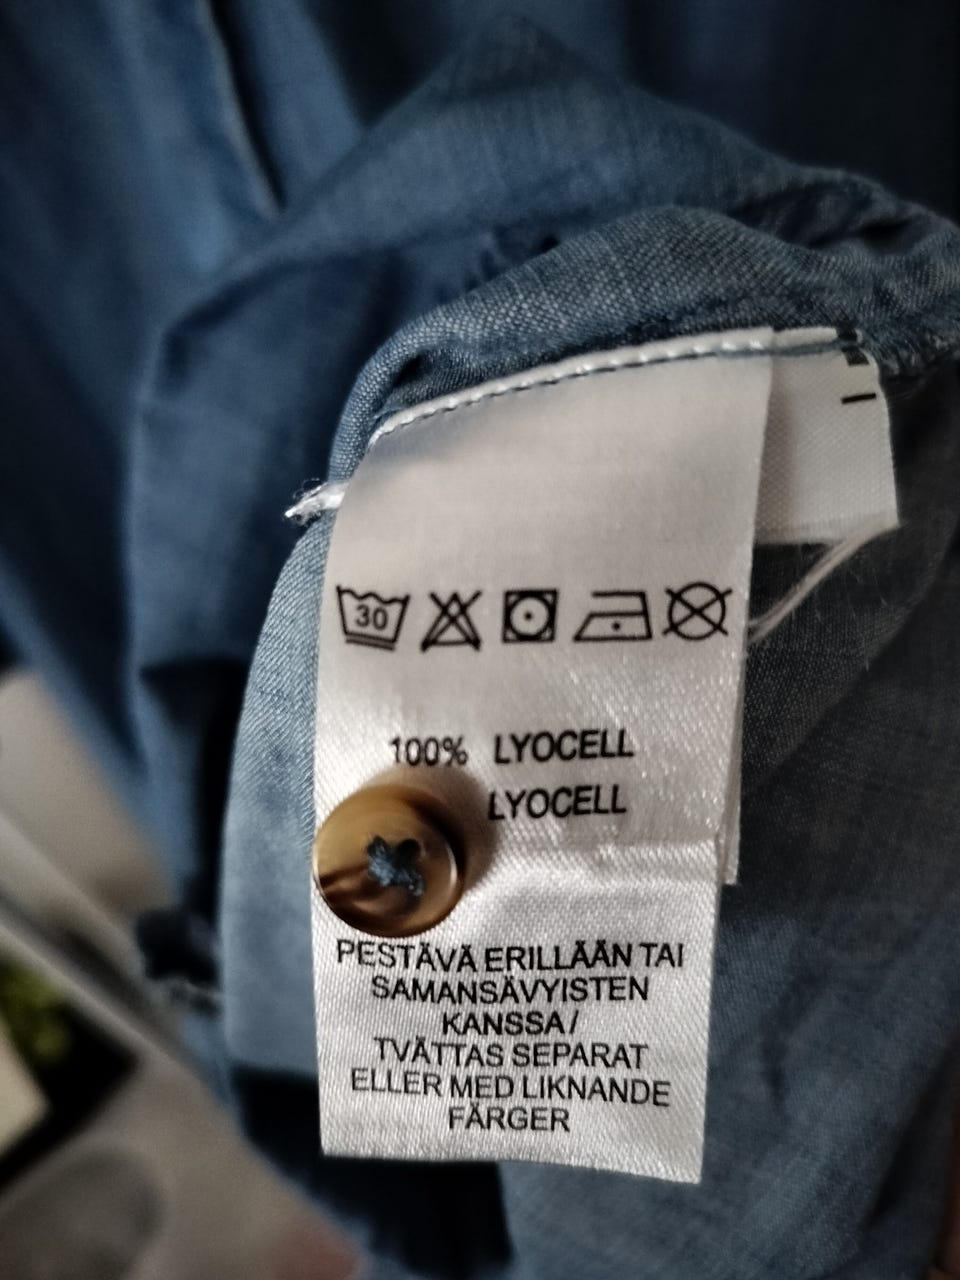 30
100% LYOCELL
LYOCELL
PESTÄVÄ ERILLÄÄN TAI
SAMANSÄVYISTEN
KANSSA/
TVÄTTAS SEPARAT
ELLER MED LIKNANDE
FÄRGER